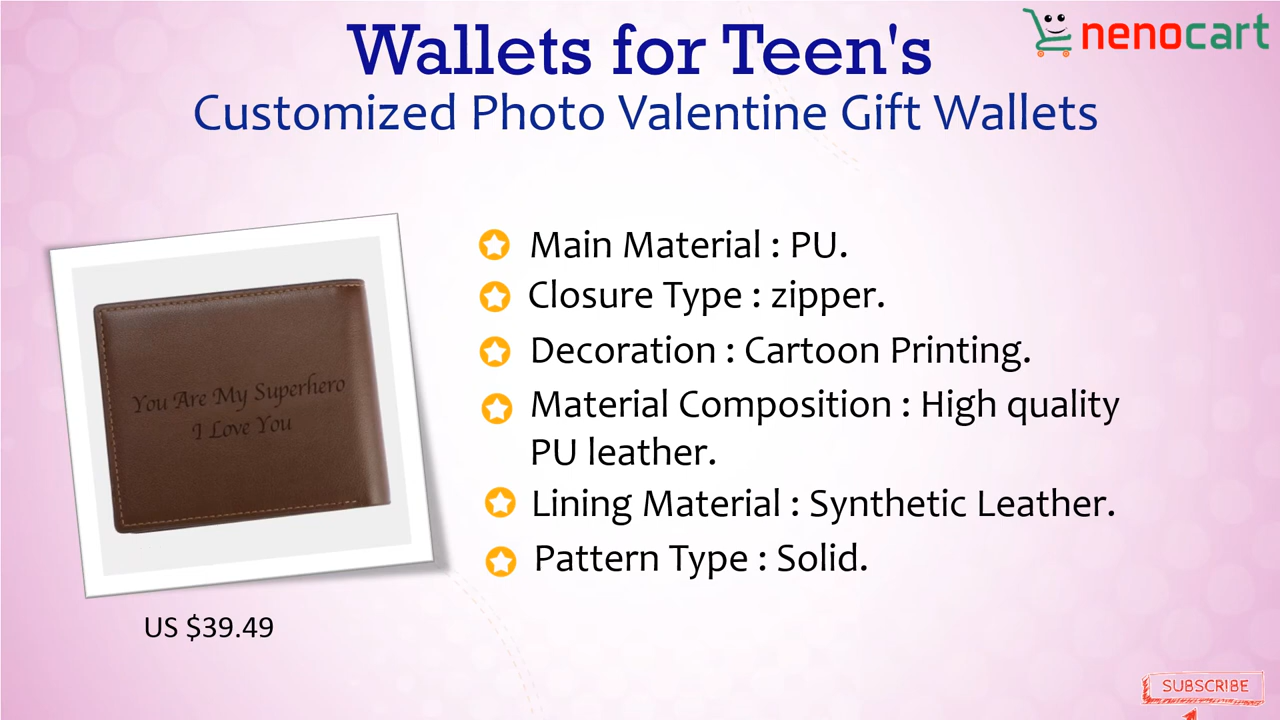 Wallets for Teen's
nenocart
Customized Photo Valentine Gift Wallets
You Are My Superhero
I Love You
US $39.49
Main Material : PU.
Closure Type : zipper.
Decoration : Cartoon Printing.
Material Composition : High quality
PU leather.
Lining Material : Synthetic Leather.
Pattern Type : Solid.
SUBSCRIBE